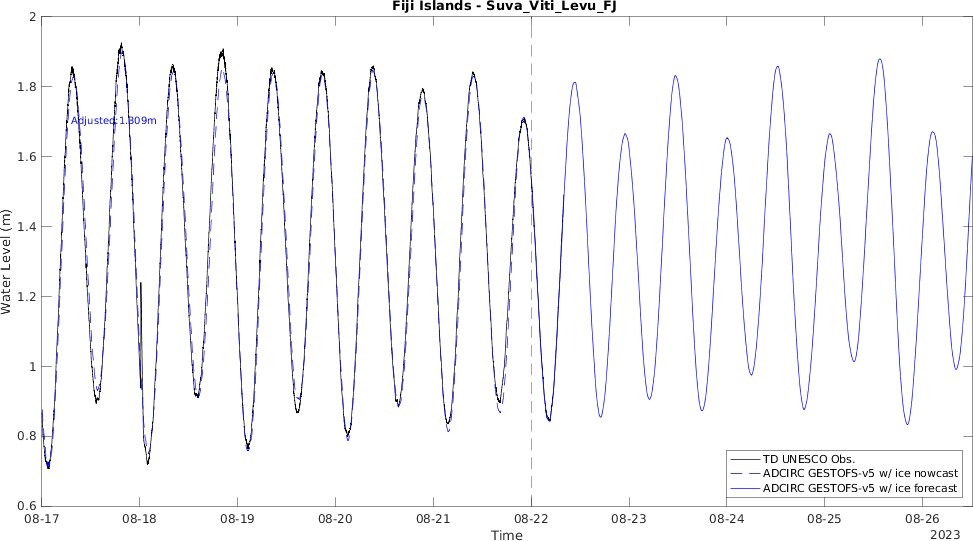 Fiji Islands - Suva_Viti_Levu_FJ
2
1.8
1.6
1.4
1.2
1
0.8
0.6
Water Level (m)
Adjusted:1.309m
TD UNESCO Obs.
ADCIRC GESTOFS-v5 w/ ice nowcast
ADCIRC GESTOFS-v5 w/ ice forecast
08-17 08-18 08-19 08-20 08-21 08-22 08-23 08-24 08-25 08-26
Time
2023